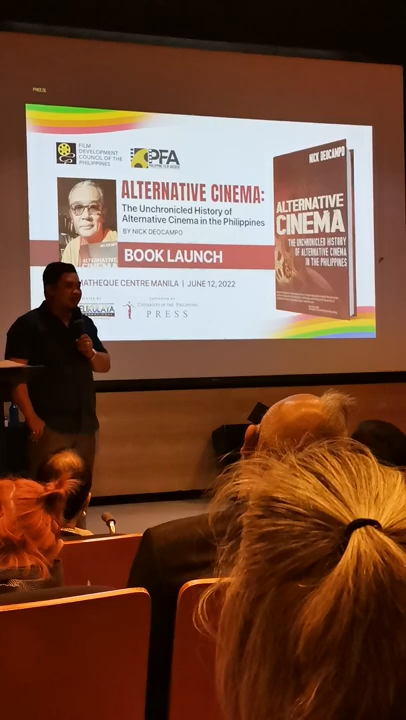 FILM
DEVELOPMENT
COUNCIL OF THE
PHILIPPINES
PFA
ALTERNATIVE CINEMA:
The Unchronicled History of
Alternative Cinema in the Philippines
BY NICK DEOCAMPO
BOOK LAUNCH
MATHEQUE CENTRE MANILA | JUNE 12, 2022
PRESS
NICK DEOCAMPO
ALTERNATIVE
CINEMA
THE UNCHRONICLED HISTORY
OF ALTERNATIVE CINEMA
IN THE PHILIPPINES